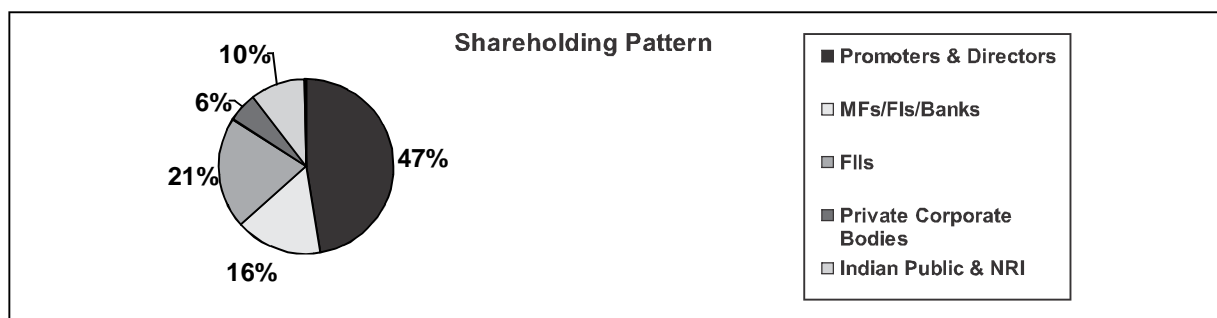 Shareholding Pattern
10%
6%
47%
21%
16%
Promoters & Directors
MFs/FIs/Banks
FIIs
Private Corporate
Bodies
Indian Public & NRI